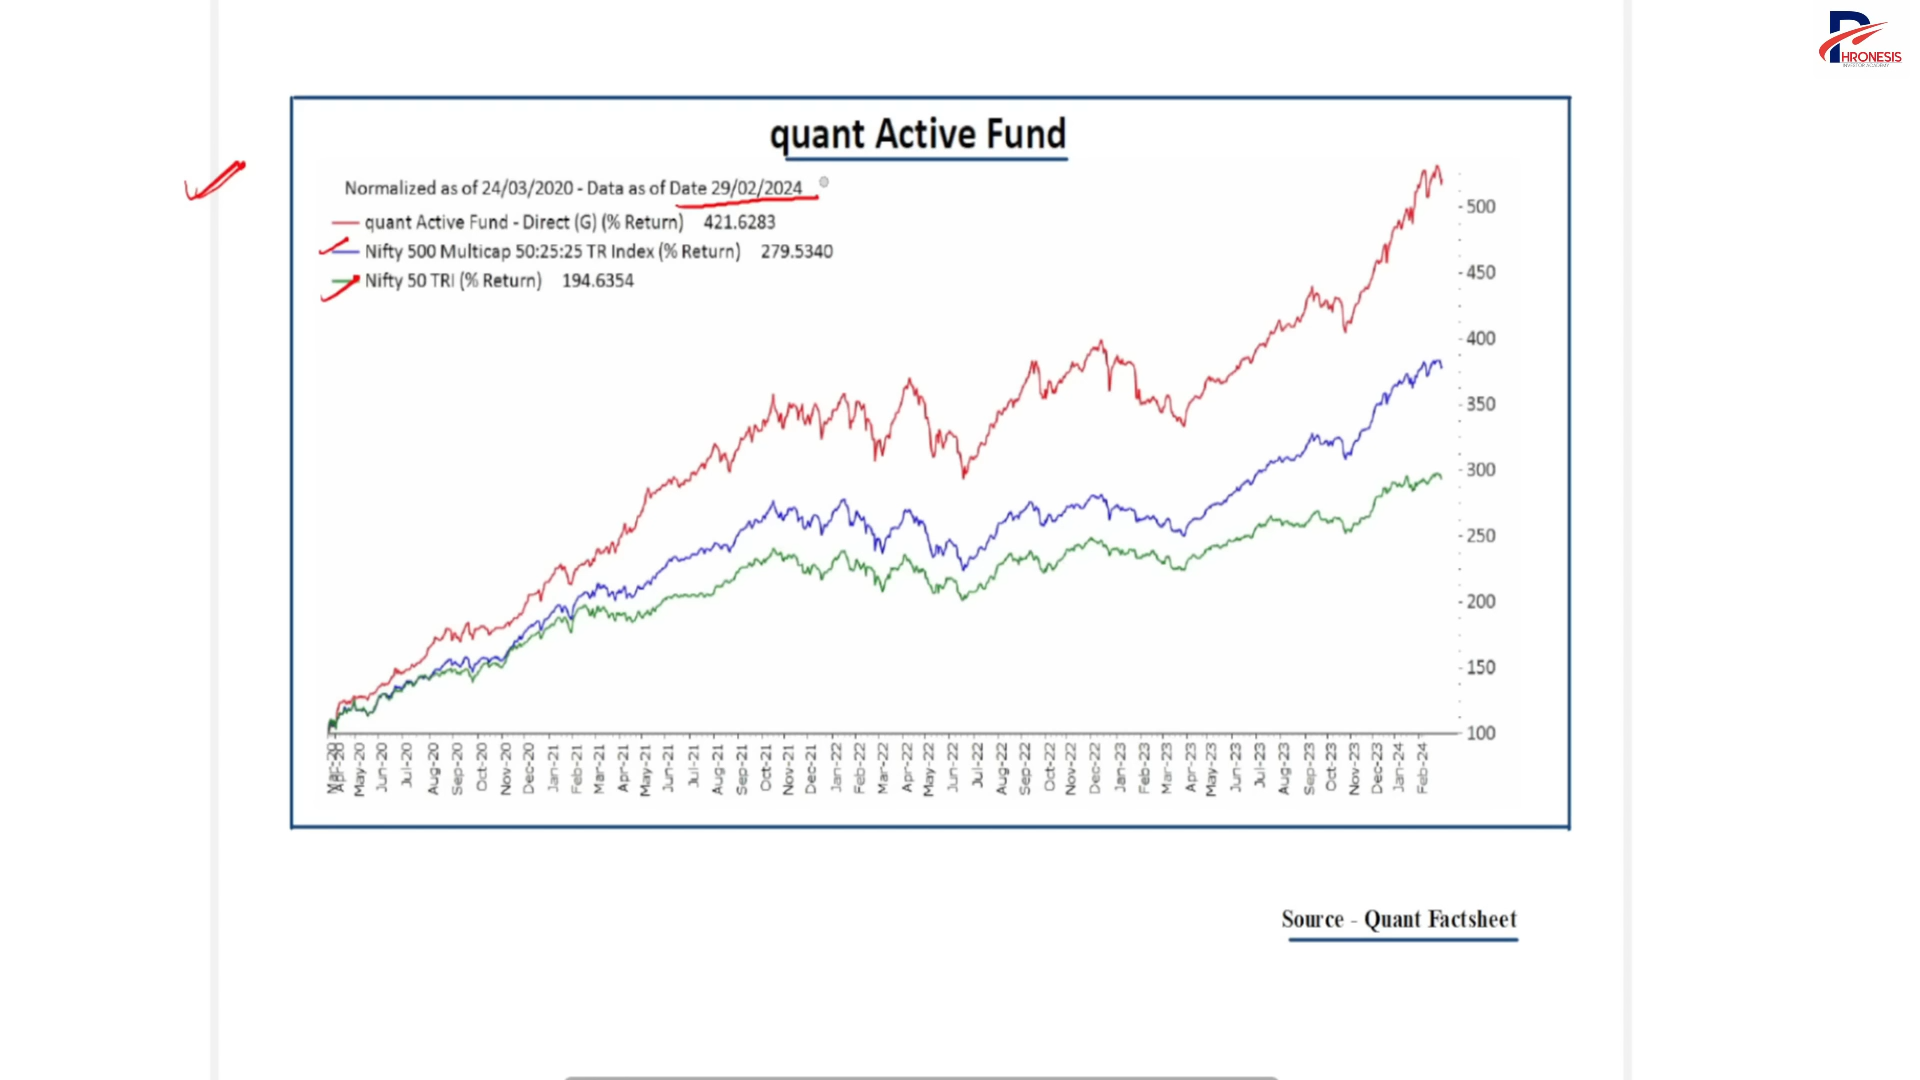 HRONESIS
INVESTOR ACADEMY
quant Active Fund
Normalized as of 24/03/2020 - Data as of Date 29/02/2024
quant Active Fund - Direct (G) (% Return) 421.6283
Nifty 500 Multicap 50:25:25 TR Index (% Return) 279.5340
Nifty 50 TRI (% Return) 194.6354
500
450
400
350
300
250
200
150
100
Mar-20
Apr-20
May-20
Jun-20
Jul-20
Aug-20
Sep-20
Oct-20
Nov-20
Dec-20
Jan-21
Feb-21
Mar-21
Apr-21
May-21
Jun-21
Jul-21
Aug-21
Sep-21
Oct-21
Nov-21
Dec-21
Jan-22
Feb-22
Mar-22
Apr-22
May-22
Jun-22
Jul-22
Aug-22
Sep-22
Oct-22
Nov-22
Dec-22
Jan-23
Feb-23
Mar-23
Apr-23
May-23
Jun-23
Jul-23
Aug-23
Sep-23
Oct-23
Nov-23
Dec-23
Jan-24
Feb-24
Source - Quant Factsheet